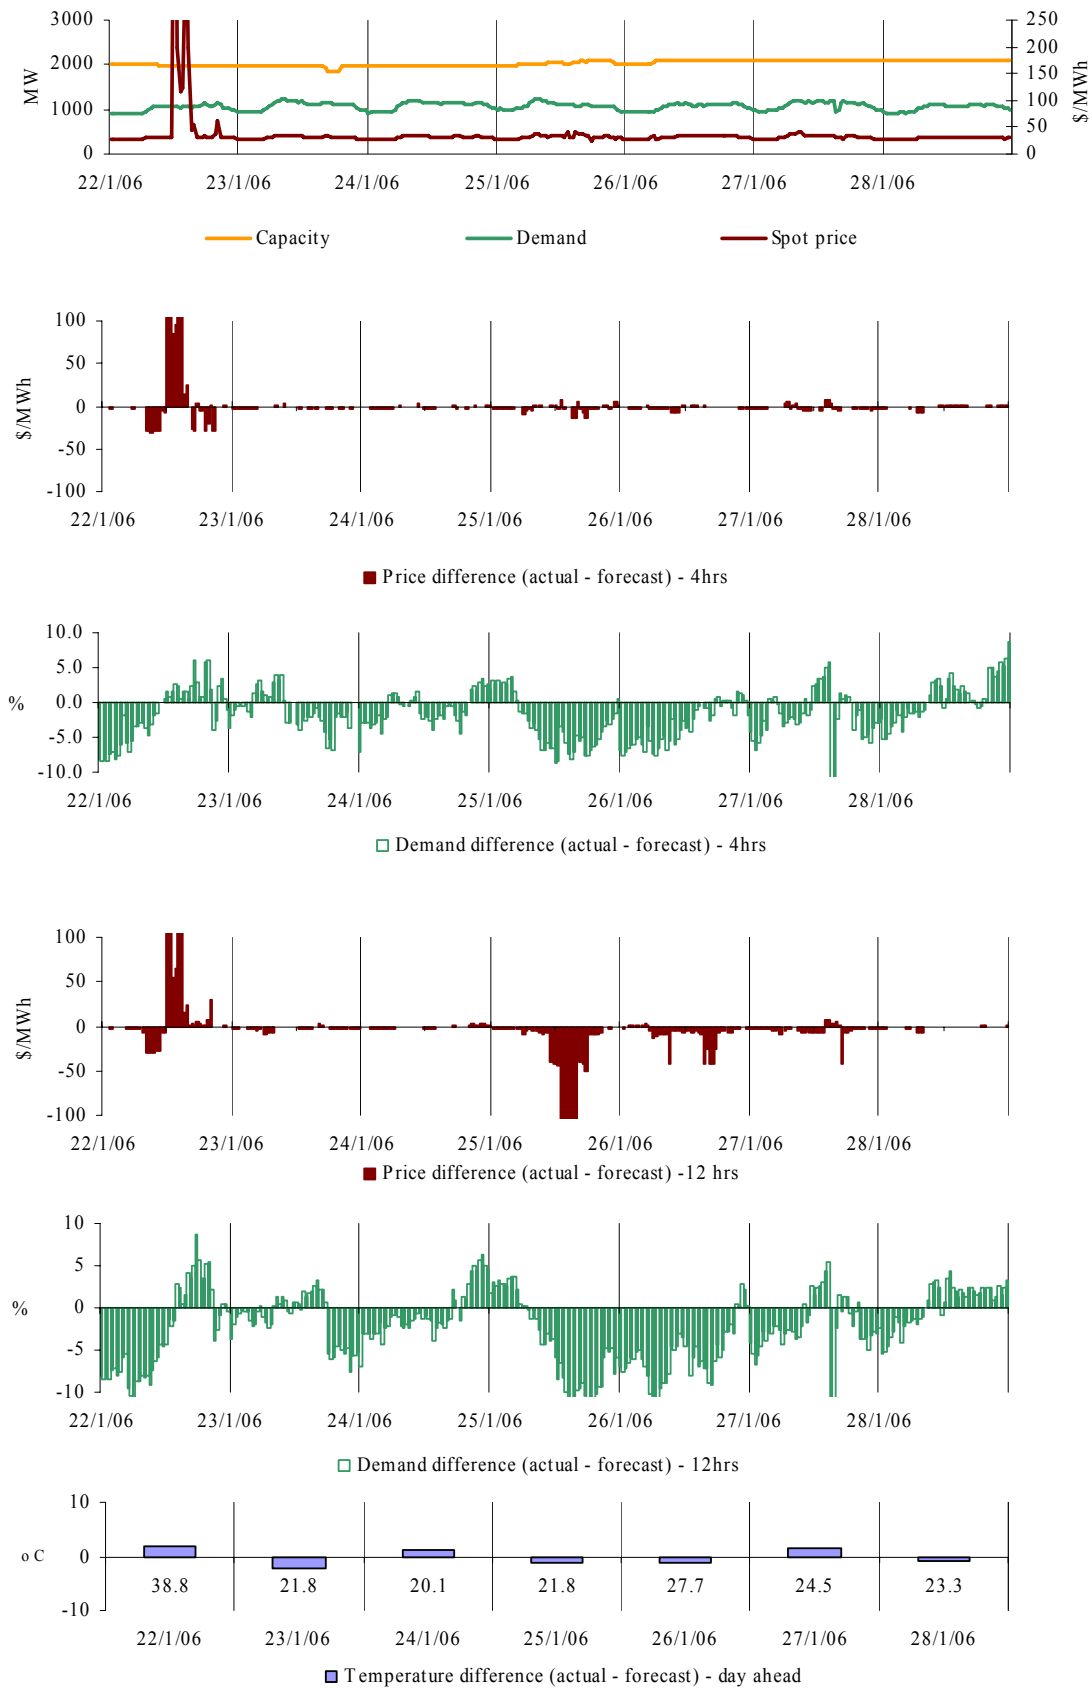 3000
2000
1000
0
MW
250
200
150
100
50
0
$/MWh
22/1/06 23/1/06 24/1/06 25/1/06 26/1/06 27/1/06 28/1/06
Capacity Demand Spot price
100
50
0
-50
-100
$/MWh
22/1/06 23/1/06 24/1/06 25/1/06 26/1/06 27/1/06 28/1/06
Price difference (actual - forecast) - 4hrs
10.0
5.0
0.0
-5.0
-10.0
%
22/1/06 23/1/06 24/1/06 25/1/06 26/1/06 27/1/06 28/1/06
Demand difference (actual - forecast) - 4hrs
100
50
0
-50
-100
$/MWh
22/1/06 23/1/06 24/1/06 25/1/06 26/1/06 27/1/06 28/1/06
Price difference (actual - forecast) -12 hrs
10
5
0
-5
-10
%
22/1/06 23/1/06 24/1/06 25/1/06 26/1/06 27/1/06 28/1/06
Demand difference (actual - forecast) - 12hrs
10
0
-10
o C
38.8 21.8 20.1 21.8 27.7 24.5 23.3
22/1/06 23/1/06 24/1/06 25/1/06 26/1/06 27/1/06 28/1/06
Temperature difference (actual - forecast) - day ahead